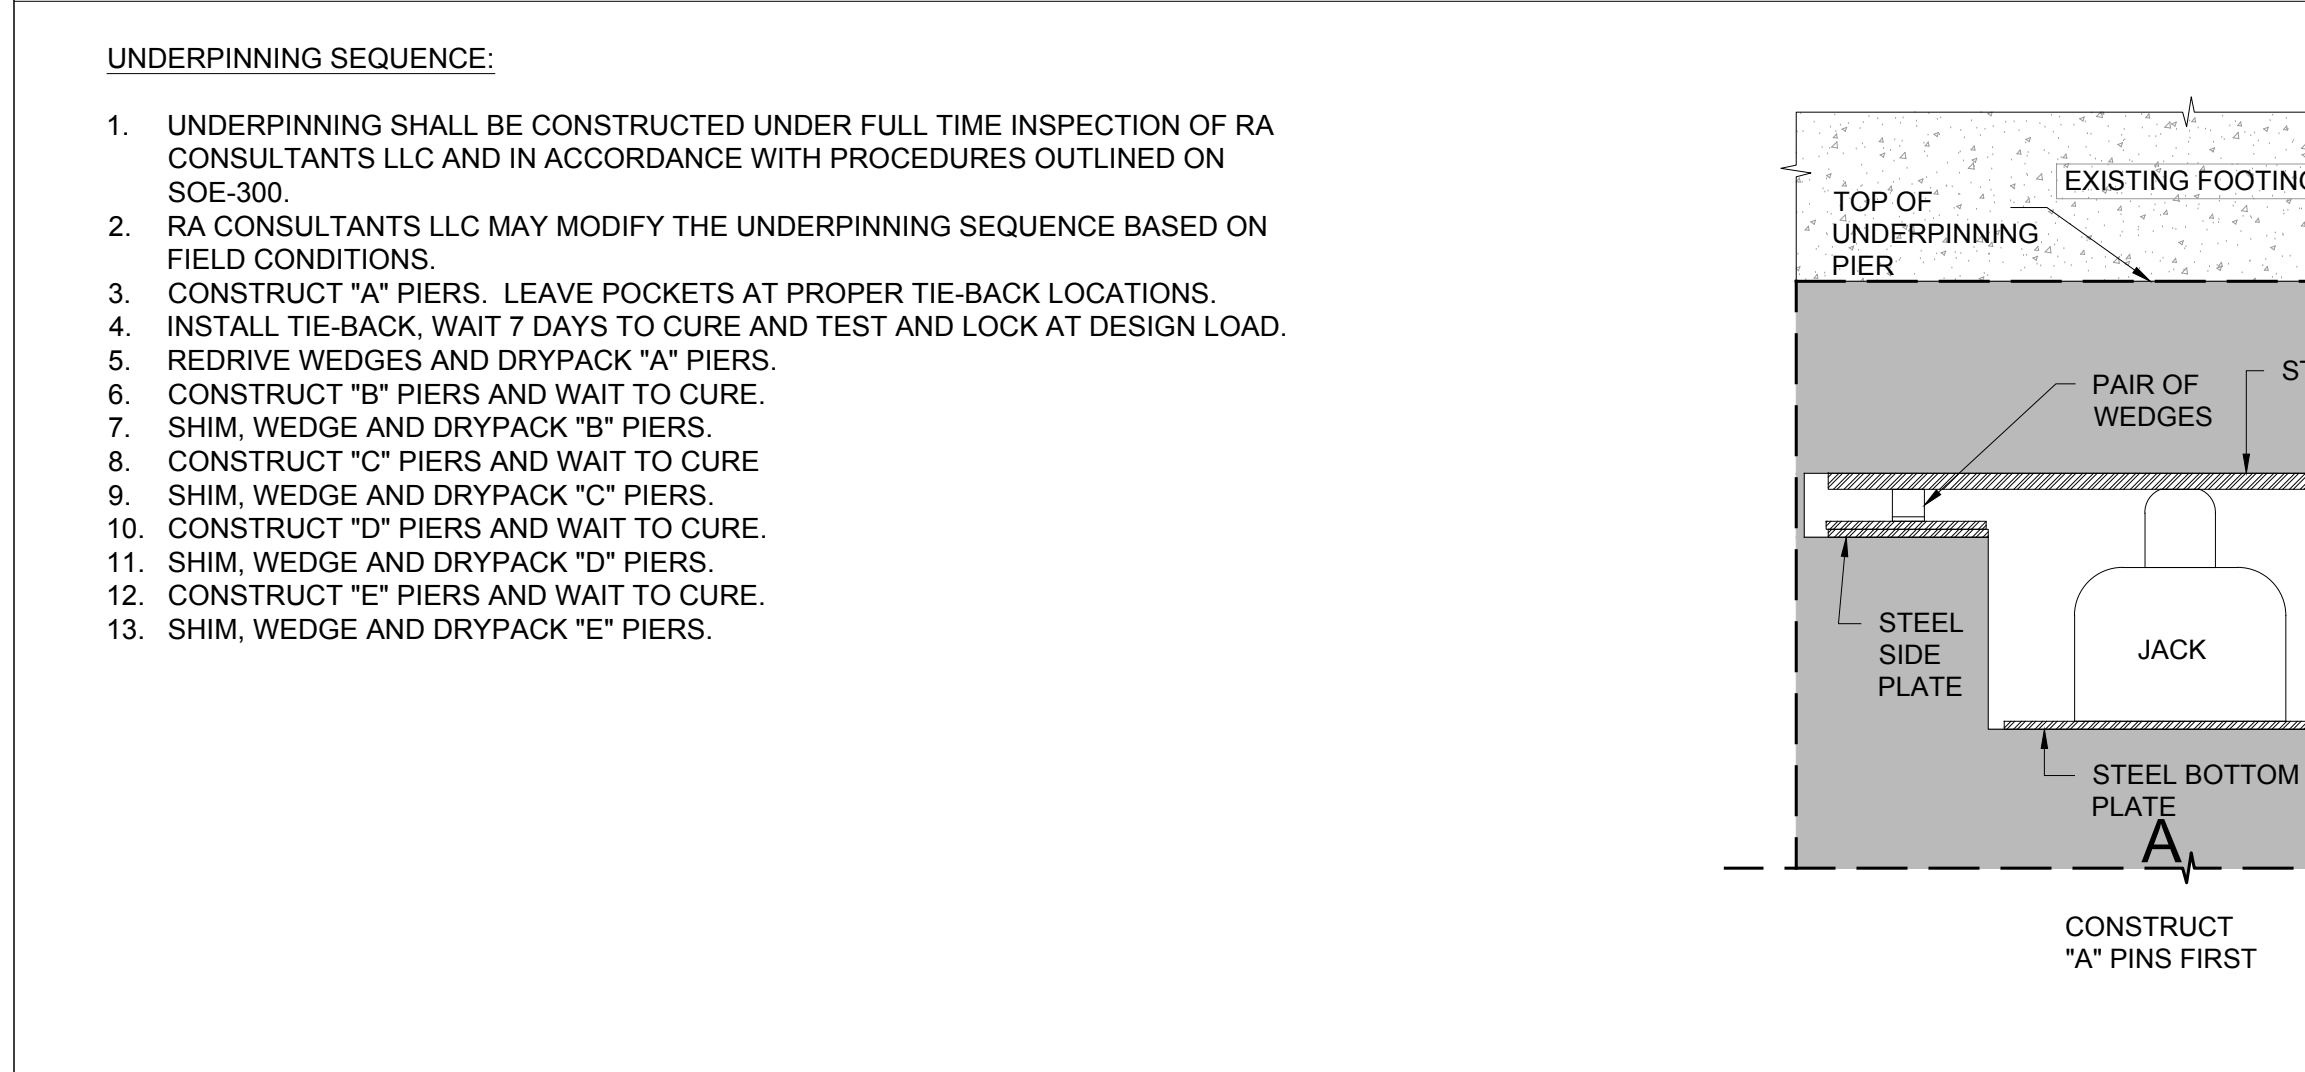 UNDERPINNING SEQUENCE:
1. UNDERPINNING SHALL BE CONSTRUCTED UNDER FULL TIME INSPECTION OF RA
CONSULTANTS LLC AND IN ACCORDANCE WITH PROCEDURES OUTLINED ON
SOE-300.
2. RA CONSULTANTS LLC MAY MODIFY THE UNDERPINNING SEQUENCE BASED ON
FIELD CONDITIONS.
3. CONSTRUCT "A" PIERS. LEAVE POCKETS AT PROPER TIE-BACK LOCATIONS.
4. INSTALL TIE-BACK, WAIT 7 DAYS TO CURE AND TEST AND LOCK AT DESIGN LOAD.
5. REDRIVE WEDGES AND DRYPACK "A" PIERS.
6. CONSTRUCT "B" PIERS AND WAIT TO CURE.
7. SHIM, WEDGE AND DRYPACK "B" PIERS.
8. CONSTRUCT "C" PIERS AND WAIT TO CURE
9. SHIM, WEDGE AND DRYPACK "C" PIERS.
10. CONSTRUCT "D" PIERS AND WAIT TO CURE.
11. SHIM, WEDGE AND DRYPACK "D" PIERS.
12. CONSTRUCT "E" PIERS AND WAIT TO CURE.
13. SHIM, WEDGE AND DRYPACK "E" PIERS.
EXISTING FOOTING
TOP OF
UNDERPINNING
PIER
PAIR OF
WEDGES
STEEL
SIDE
PLATE
JACK
STEEL BOTTOM
PLATE
A
CONSTRUCT
"A" PINS FIRST